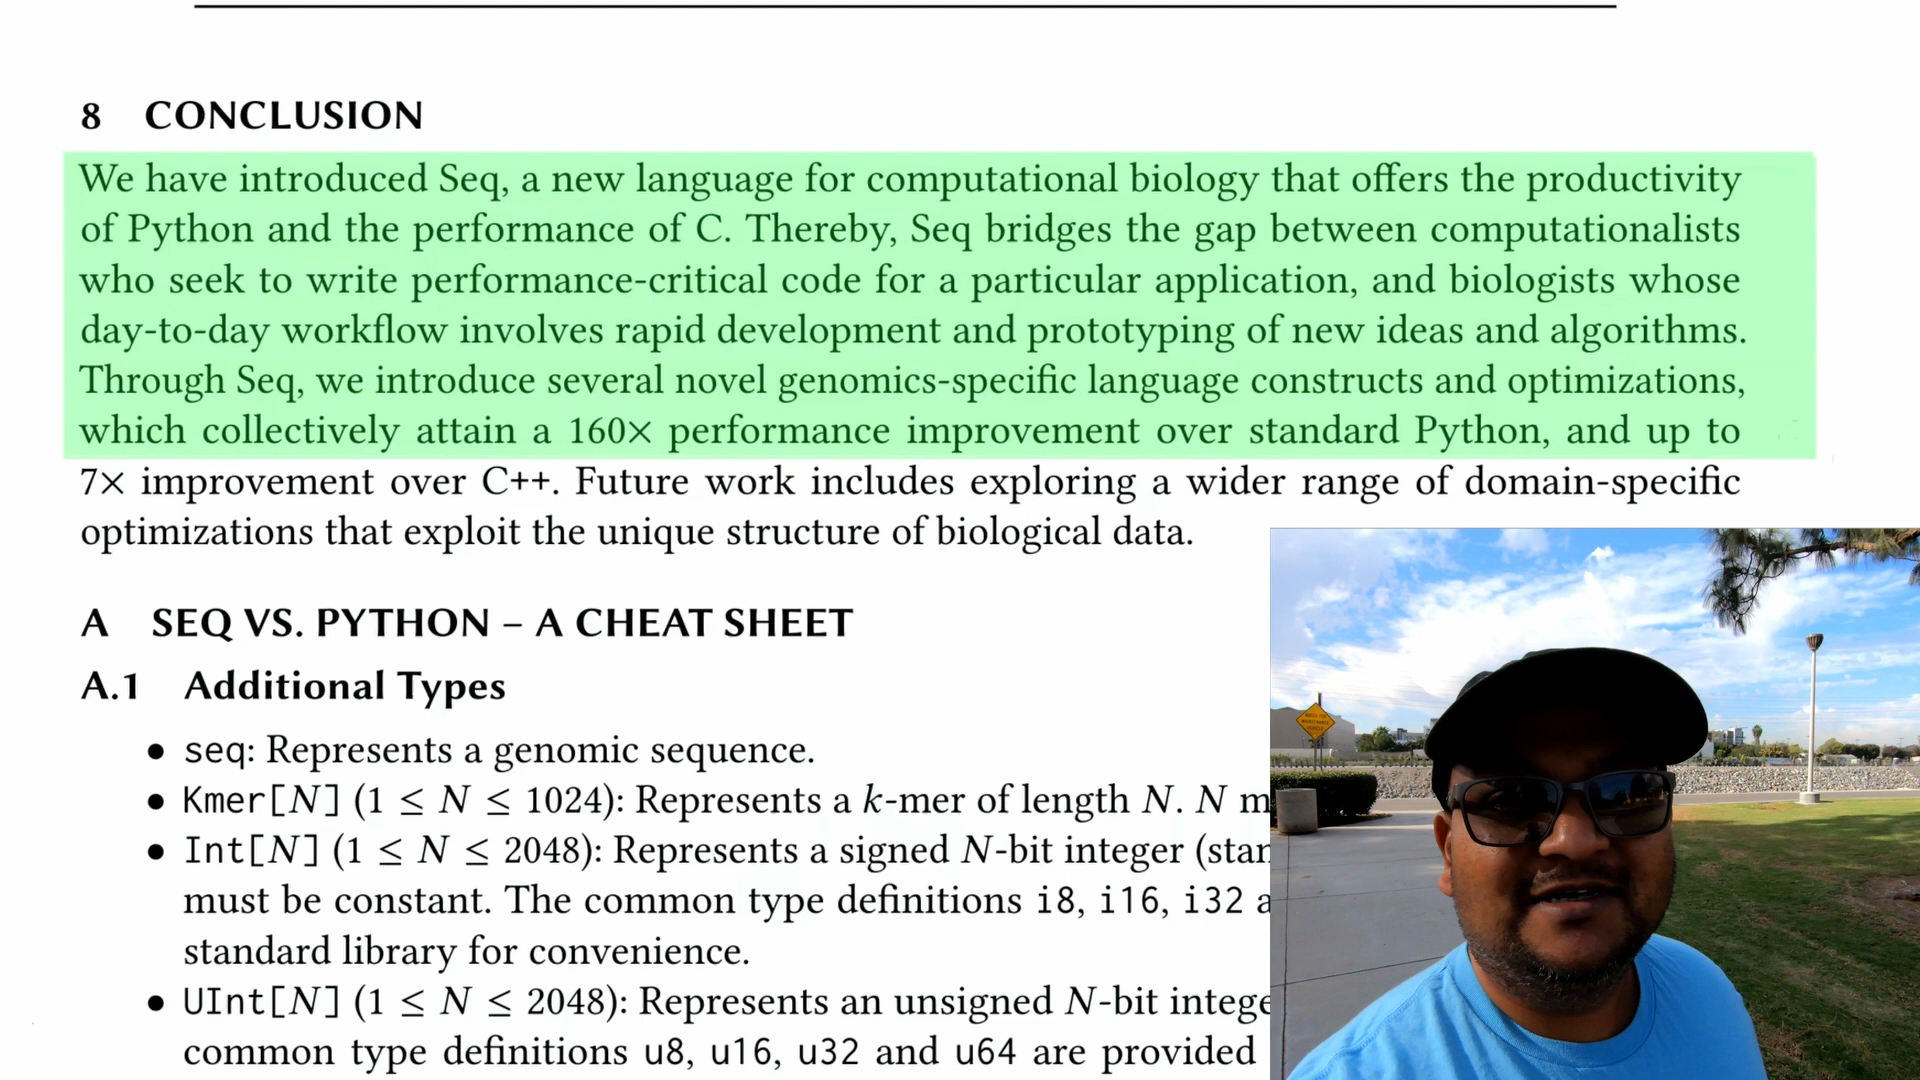 8 CONCLUSION
We have introduced Seq, a new language for computational biology that offers the productivity
of Python and the performance of C. Thereby, Seq bridges the gap between computationalists
who seek to write performance-critical code for a particular application, and biologists whose
day-to-day workflow involves rapid development and prototyping of new ideas and algorithms.
Through Seq, we introduce several novel genomics-specific language constructs and optimizations,
which collectively attain a 160× performance improvement over standard Python, and up to
7× improvement over C++. Future work includes exploring a wider range of domain-specific
optimizations that exploit the unique structure of biological data.
A SEQ VS. PYTHON – A CHEAT SHEET
A.1 Additional Types
• seq: Represents a genomic sequence.
• Kmer[N] (1 ≤ N ≤ 1024): Represents a k-mer of length N. N m
• Int[N] (1 ≤ N ≤ 2048): Represents a signed N-bit integer (stan
must be constant. The common type definitions i8, i16, i32 a
standard library for convenience.
• UInt[N] (1 ≤ N ≤ 2048): Represents an unsigned N-bit intege
common type definitions u8, u16, u32 and u64 are provided